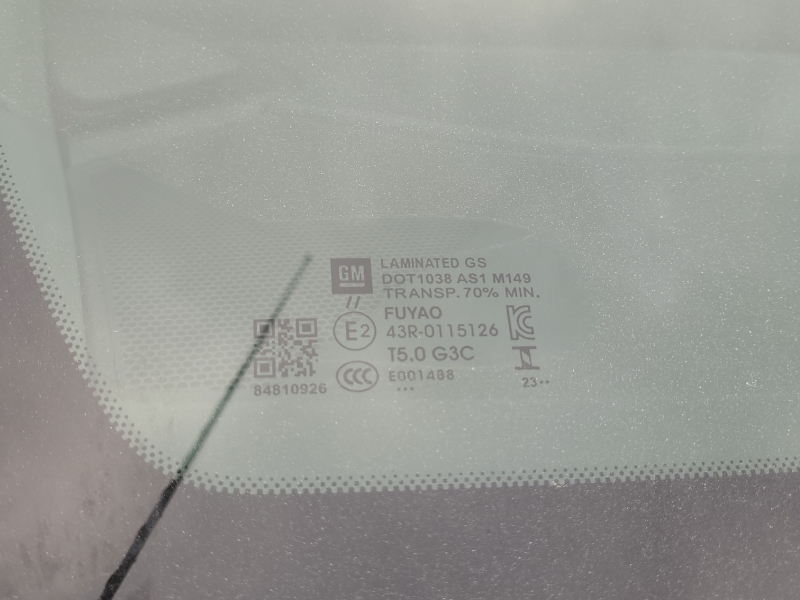 GM
LAMINATED GS
DOT1038 AS1 M149
TRANSP. 70% MIN.
FUYAO
E2
43R-0115126
T5.0 G3C
CCC
E001488
84810926
23••